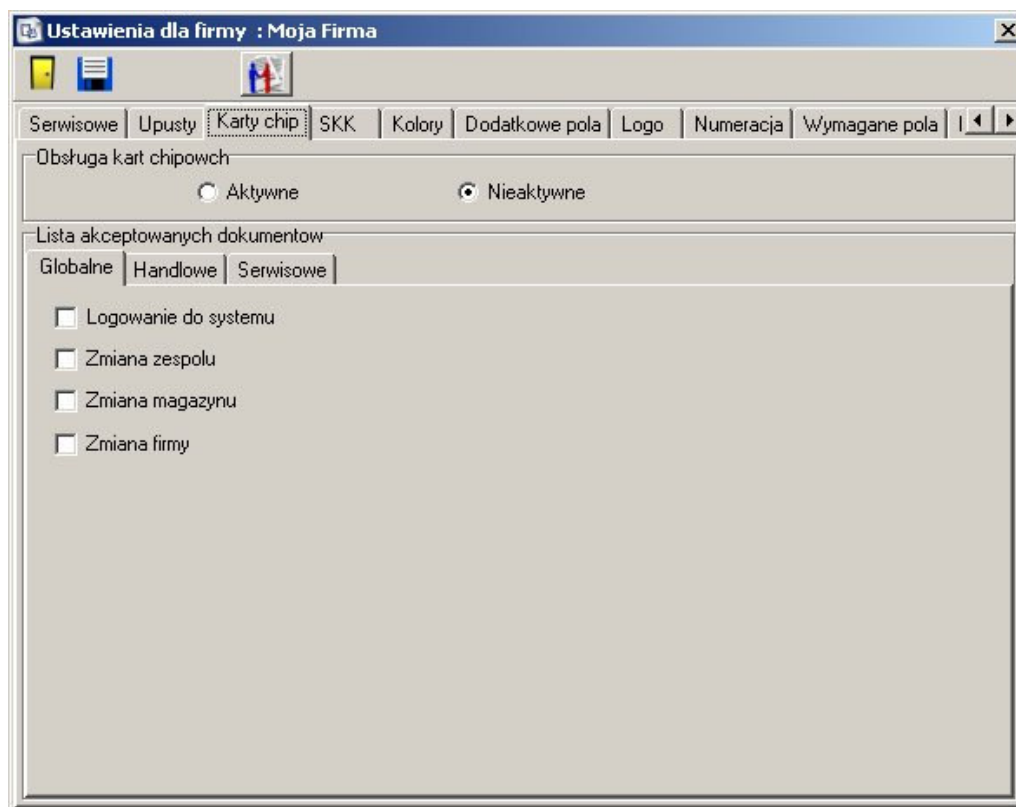 Ustawienia dla firmy : Moja Firma
Serwisowe Upusty Karty chip SKK Kolory Dodatkowe pola Logo Numeracja Wymagane pola
Obsługa kart chipowch
Aktywne Nieaktywne
Lista akceptowanych dokumentow
Globalne Handlowe Serwisowe
Logowanie do systemu
Zmiana zespolu
Zmiana magazynu
Zmiana firmy